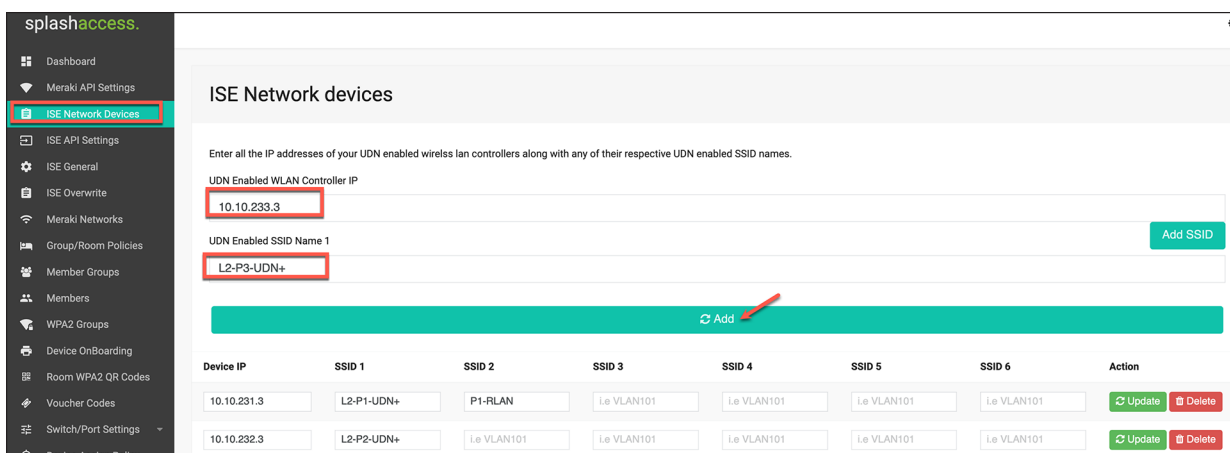 splashaccess.
Dashboard
Meraki API Settings
ISE Network Devices
ISE API Settings
ISE General
ISE Overwrite
Meraki Networks
Group/Room Policies
Member Groups
Members
WPA2 Groups
Device OnBoarding
Room WPA2 QR Codes
Voucher Codes
Switch/Port Settings
ISE Network devices
Enter all the IP addresses of your UDN enabled wirelss lan controllers along with any of their respective UDN enabled SSID names.
UDN Enabled WLAN Controller IP
10.10.233.3
Add SSID
UDN Enabled SSID Name 1
L2-P3-UDN+
Add
Device IP SSID 1 SSID 2 SSID 3 SSID 4 SSID 5 SSID 6 Action
10.10.231.3 L2-P1-UDN+ P1-RLAN i.e VLAN101 i.e VLAN101 i.e VLAN101 i.e VLAN101 Update Delete
10.10.232.3 L2-P2-UDN+ i.e VLAN101 i.e VLAN101 i.e VLAN101 i.e VLAN101 i.e VLAN101 Update Delete